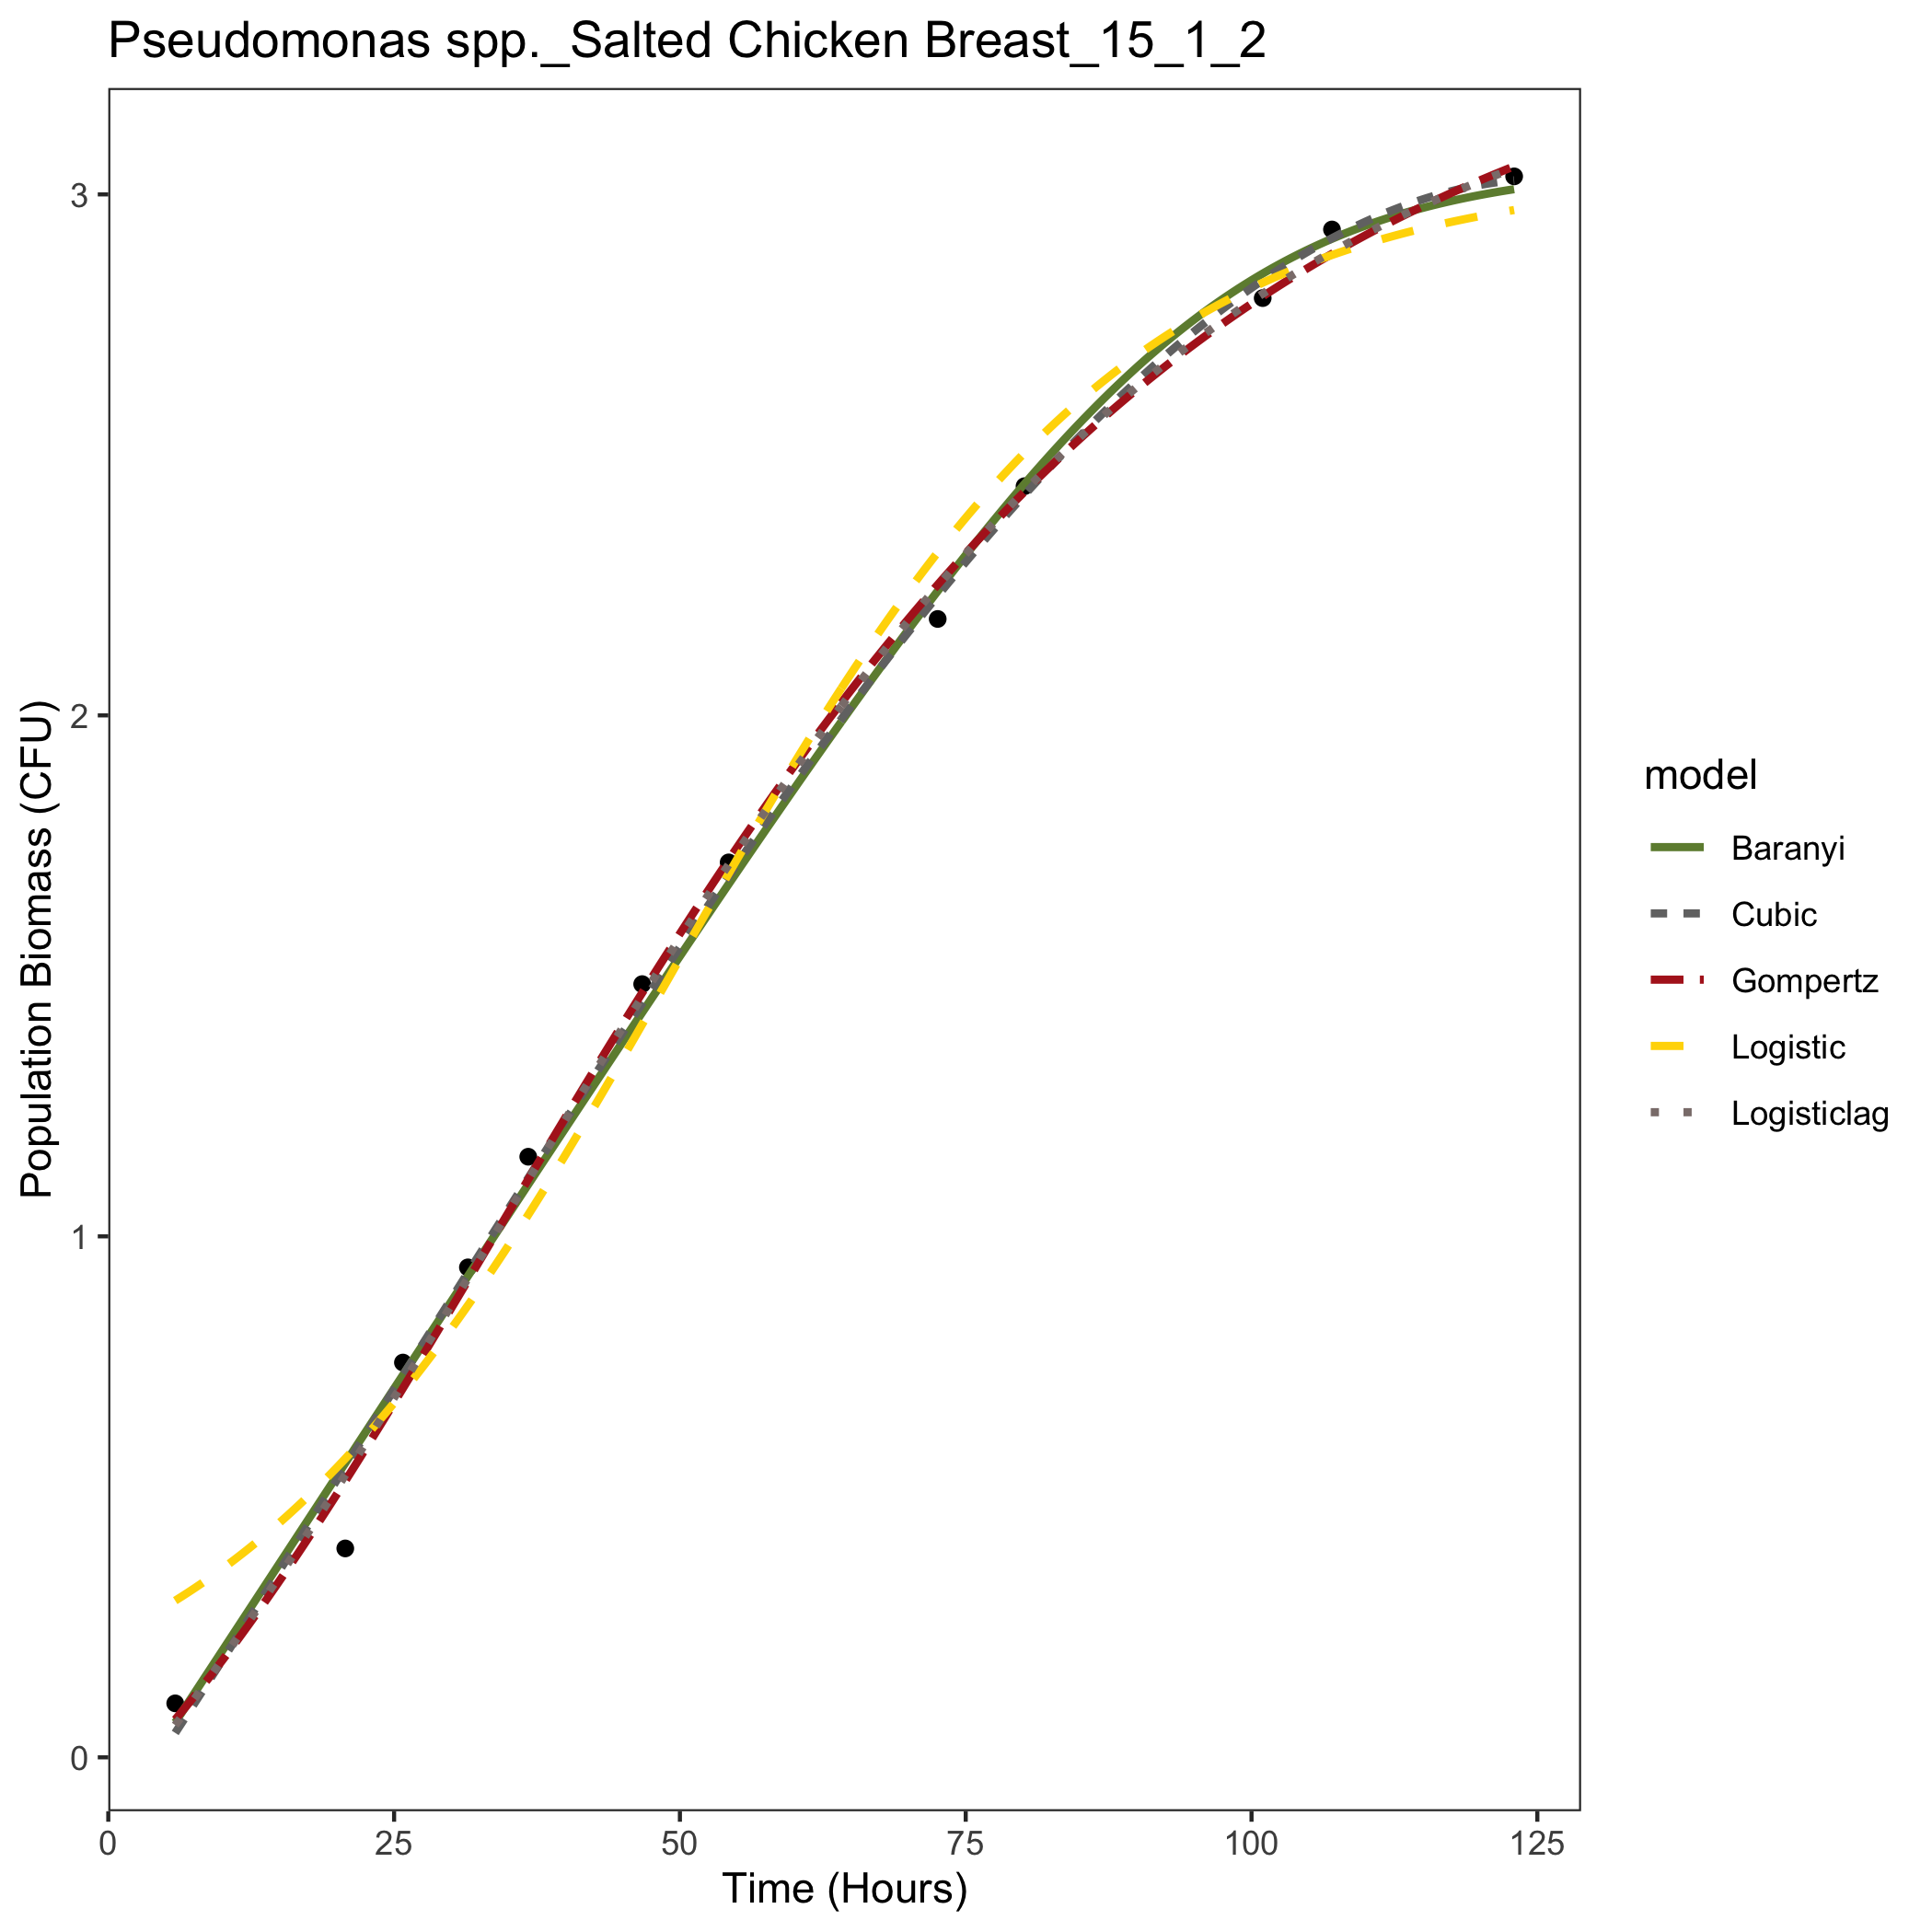 Pseudomonas spp._Salted Chicken Breast_15_1_2
Population Biomass (CFU)
3
2
1
0
0 25 50 75 100 125
Time (Hours)
model
Baranyi
Cubic
Gompertz
Logistic
Logisticlag